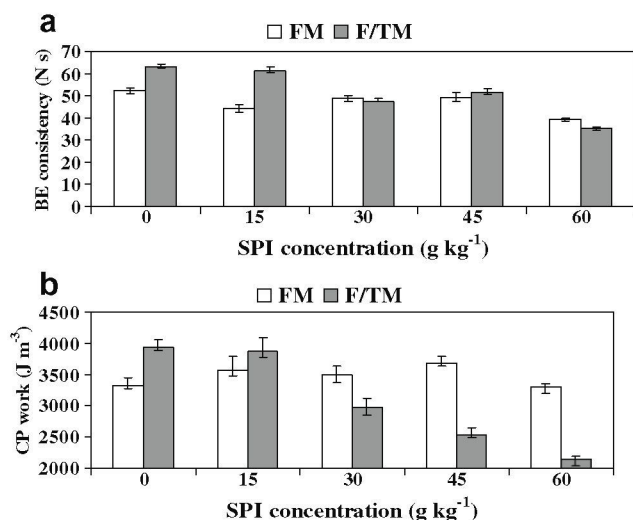 a
FM F/TM
BE consistency (N s)
70
60
50
40
30
20
10
0
0 15 30 45 60
SPI concentration (g kg-1)
b
FM F/TM
CP work (J m-3)
4500
4000
3500
3000
2500
2000
0 15 30 45 60
SPI concentration (g kg-1)